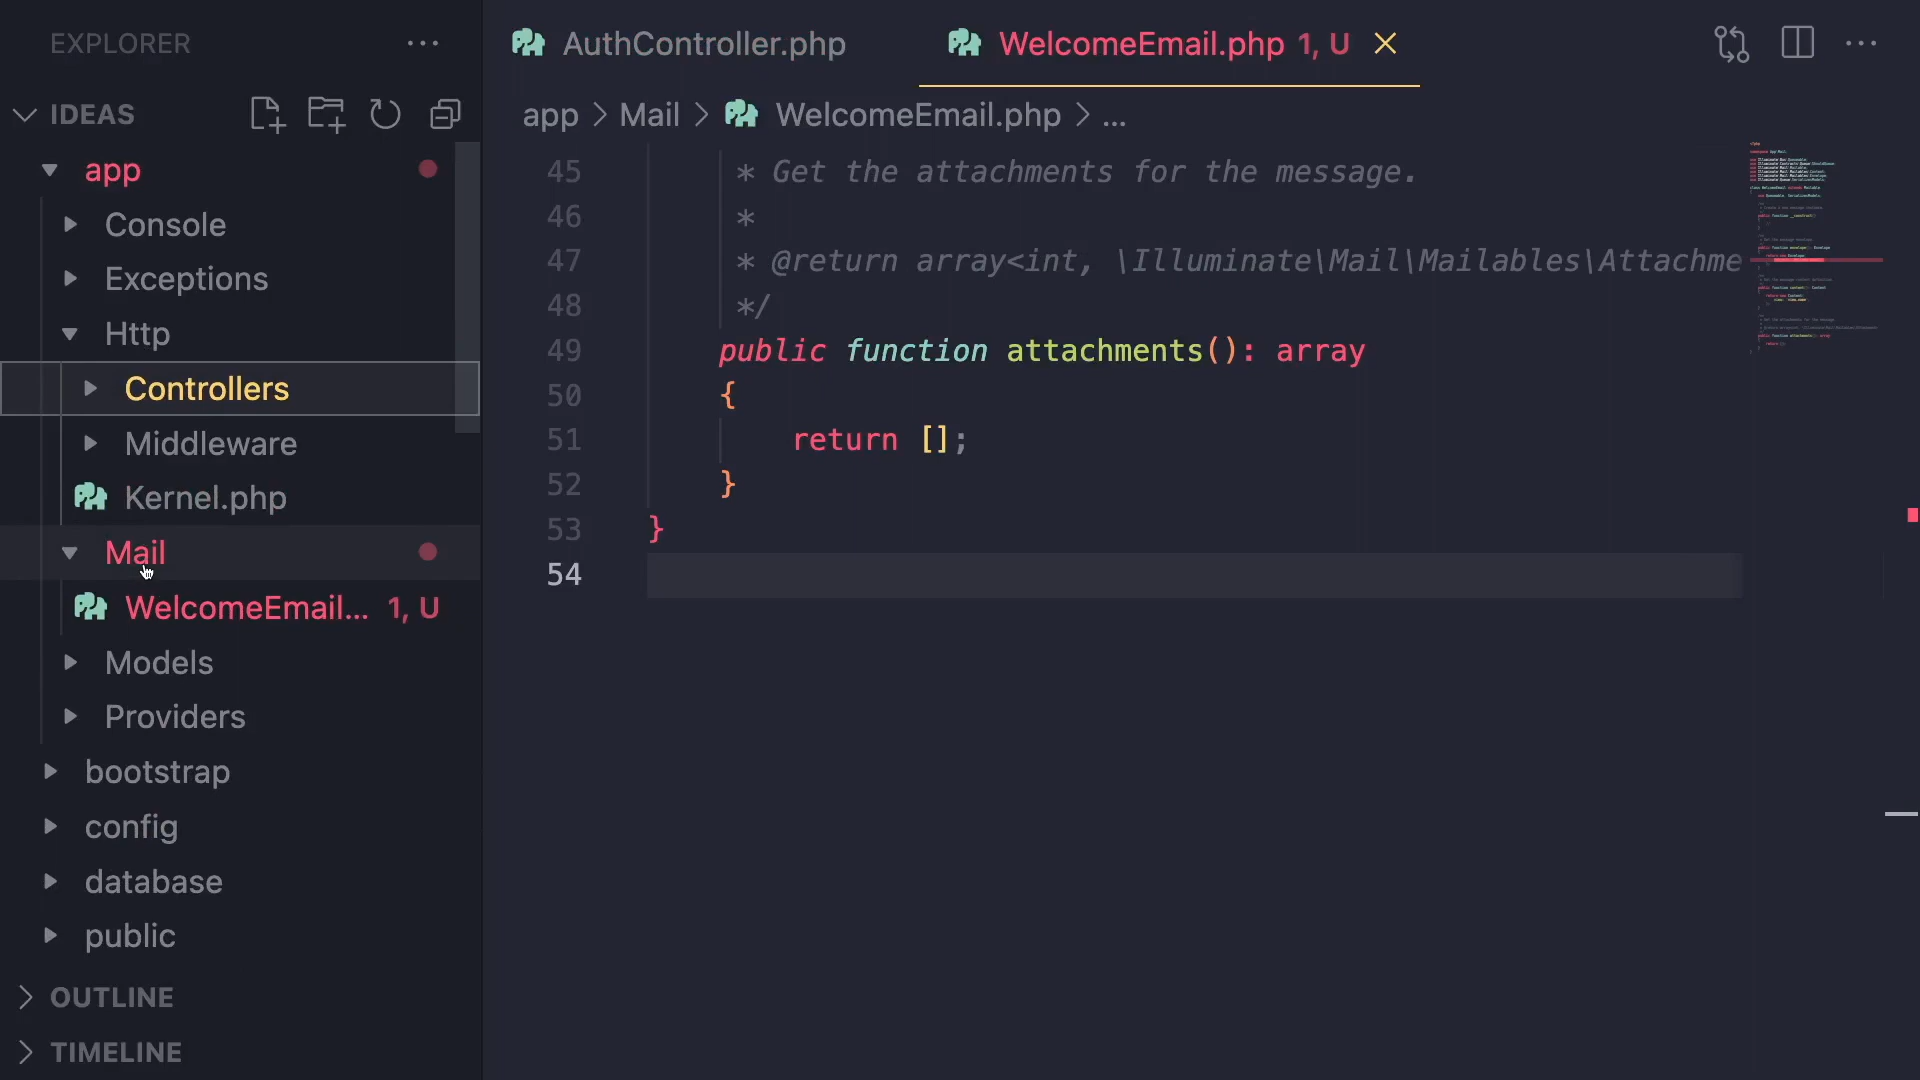 EXPLORER
IDEAS
app
Console
Exceptions
Http
Controllers
Middleware
Kernel.php
Mail
WelcomeEmail... 1, U
Models
Providers
bootstrap
config
database
public
OUTLINE
TIMELINE
AuthController.php
WelcomeEmail.php 1, U
app > Mail > WelcomeEmail.php > ...
45 * Get the attachments for the message.
46 *
47 * @return array<int, \Illuminate\Mail\Mailables\Attachme
48 */
49 public function attachments(): array
50 {
51 return [];
52 }
53 }
54